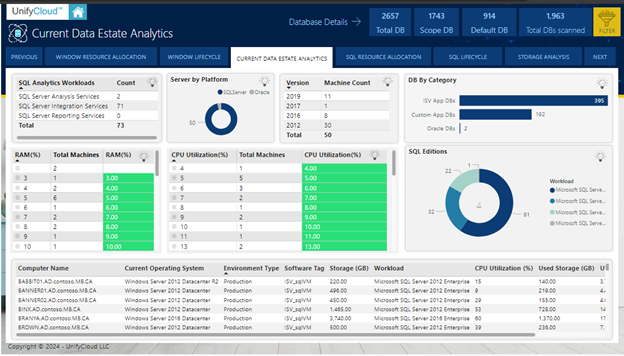 UnifyCloud™
Current Data Estate Analytics
Database Details →
2657
Total DB
1743
Scope DB
914
Default DB
1,963
Total DBs scanned
FILTER
PREVIOUS
WINDOW RESOURCE ALLOCATION
WINDOW LIFECYCLE
CURRENT DATA ESTATE ANALYTICS
SQL RESOURCE ALLOCATION
SQL LIFECYCLE
STORAGE ANALYSIS
NEXT
SQL Analytics Workloads Count
SQL Server Analysis Services 2
SQL Server Integration Services 71
SQL Server Reporting Services 0
Total 73
Server by Platform
SQLServer Oracle
50
Version Machine Count
2019 11
2017 1
2016 8
2012 30
Total 50
DB By Category
ISV App DBs 395
Custom App DBs 192
Oracle DBs 2
RAM(%) Total Machines RAM(%)
2
3 1 3.00
4 2 4.00
5 6 5.00
6 1 6.00
7 2 7.00
8 2 8.00
9 1 9.00
10 1 10.00
CPU Utilization(%) Total Machines CPU Utilization(%)
4 1 4.00
5 5 5.00
6 3 6.00
7 2 7.00
8 1 8.00
9 2 9.00
10 1 10.00
11 1 11.00
13 2 13.00
SQL Editions
1
22
32
81
4
Workload
Microsoft SQL Serve...
Microsoft SQL Serve...
Microsoft SQL Serve...
Microsoft SQL Serve...
Computer Name Current Operating System Environment Type Software Tag Storage (GB) Workload CPU Utilization (%) Used Storage (GB)
BABBIT01.AD.contoso.MB.CA Windows Server 2012 Datacenter R2 Production ISV_sqlVM 220.00 Microsoft SQL Server 2012 Enterprise 15 140.00
BANNER01.AD.contoso.MB.CA Windows Server 2012 Datacenter Production ISV_sqlVM 496.00 Microsoft SQL Server 2012 Enterprise 9 219.00
BANNER02.AD.contoso.MB.CA Windows Server 2012 Datacenter Production ISV_sqlVM 450.00 Microsoft SQL Server 2012 Enterprise 29 155.00
BINX.AD.contoso.MB.CA Windows Server 2012 Datacenter Production ISV_sqlVM 1,465.00 Microsoft SQL Server 2012 Enterprise 53 728.00
BRANYA.AD.contoso.MB.CA Windows Server 2016 Datacenter Production ISV_sqlVM 3,740.00 Microsoft SQL Server 2016 Enterprise 60 1,370.00
BROWN.AD.contoso.MB.CA Windows Server 2012 Datacenter Production ISV_sqlVM 500.00 Microsoft SQL Server 2012 Enterprise 39 236.00
Copyright © 2024 - UnifyCloud LLC